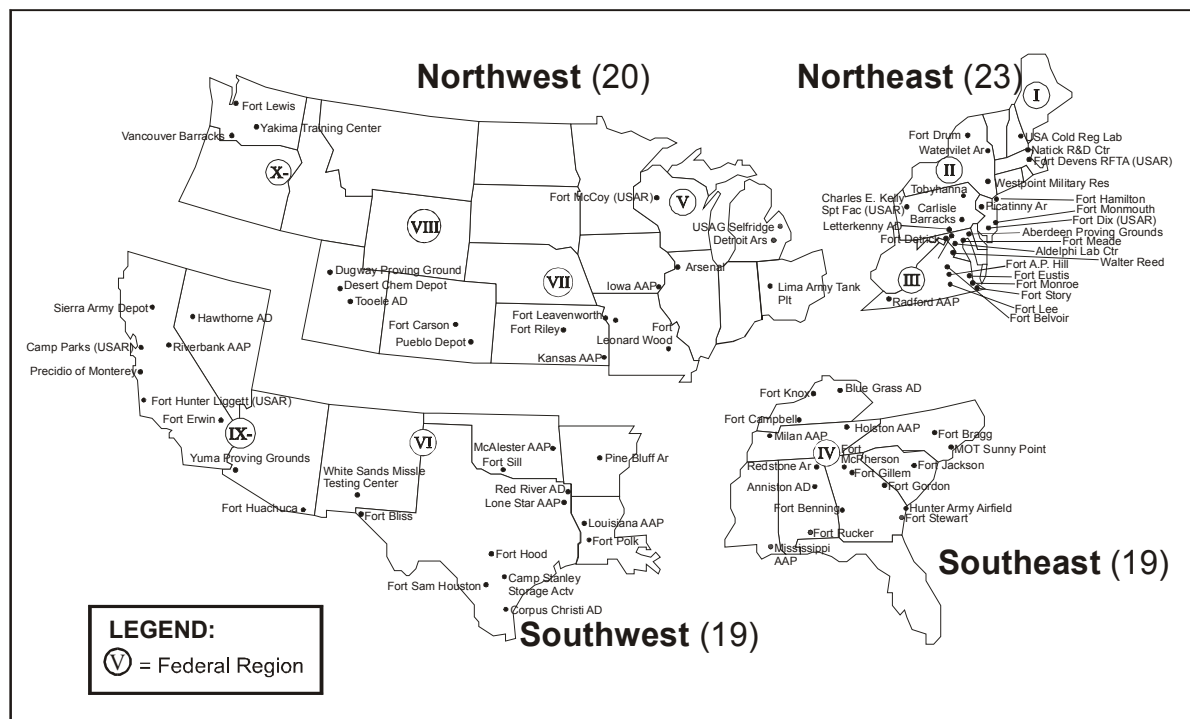 Northwest (20)
Northeast (23)
I
Fort Lewis
Yakima Training Center
Vancouver Barracks
X-
Fort McCoy (USAR)
V
USAG Selfridge
Detroit Ars
VIII
Dugway Proving Ground
Desert Chem Depot
Tooele AD
VII
Arsenal
Iowa AAP
Lima Army Tank
Plt
Fort Leavenworth
Fort Riley
Fort
Leonard Wood
Kansas AAP
Fort Carson
Pueblo Depot
Fort Drum
Watervilet Ar
USA Cold Reg Lab
Natick R&D Ctr
Fort Devens RFTA (USAR)
II
Tobyhanna
Westpoint Military Res
Charles E. Kelly
Spt Fac (USAR)
Carlisle
Barracks
Picatinny Ar
Fort Hamilton
Fort Monmouth
Fort Dix (USAR)
Letterkenny AD
Fort Detrick
Aberdeen Proving Grounds
Fort Meade
Aldelphi Lab Ctr
Walter Reed
III
Fort A.P. Hill
Fort Eustis
Fort Monroe
Fort Story
Radford AAP
Fort Lee
Fort Belvoir
Sierra Army Depot
Hawthorne AD
Camp Parks (USAR)
Riverbank AAP
Precidio of Monterey
Fort Hunter Liggett (USAR)
Fort Erwin
IX-
Yuma Proving Grounds
Fort Huachuca
VI
White Sands Missle
Testing Center
Fort Bliss
McAlester AAP
Fort Sill
Pine Bluff Ar
Red River AD
Lone Star AAP
Louisiana AAP
Fort Polk
Fort Hood
Fort Sam Houston
Camp Stanley
Storage Actv
Corpus Christi AD
Southwest (19)
Fort Knox
Blue Grass AD
Fort Campbell
Holston AAP
Milan AAP
Fort Bragg
MOT Sunny Point
IV
Fort
McPherson
Redstone Ar
Fort Gillem
Fort Jackson
Anniston AD
Fort Gordon
Fort Benning
Hunter Army Airfield
Fort Stewart
Fort Rucker
Mississippi
AAP
Southeast (19)
LEGEND:
V = Federal Region